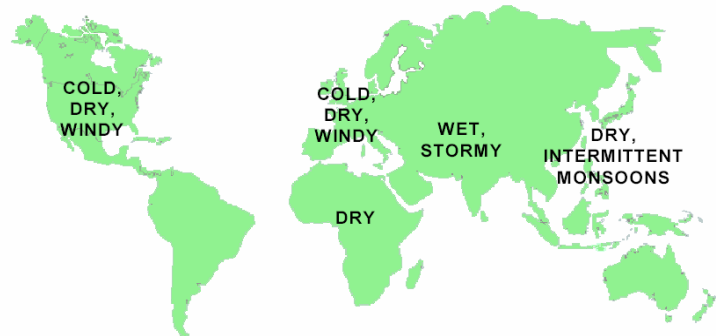 COLD,
DRY,
WINDY
COLD,
DRY,
WINDY
WET,
STORMY
DRY,
INTERMITTENT
MONSOONS
DRY